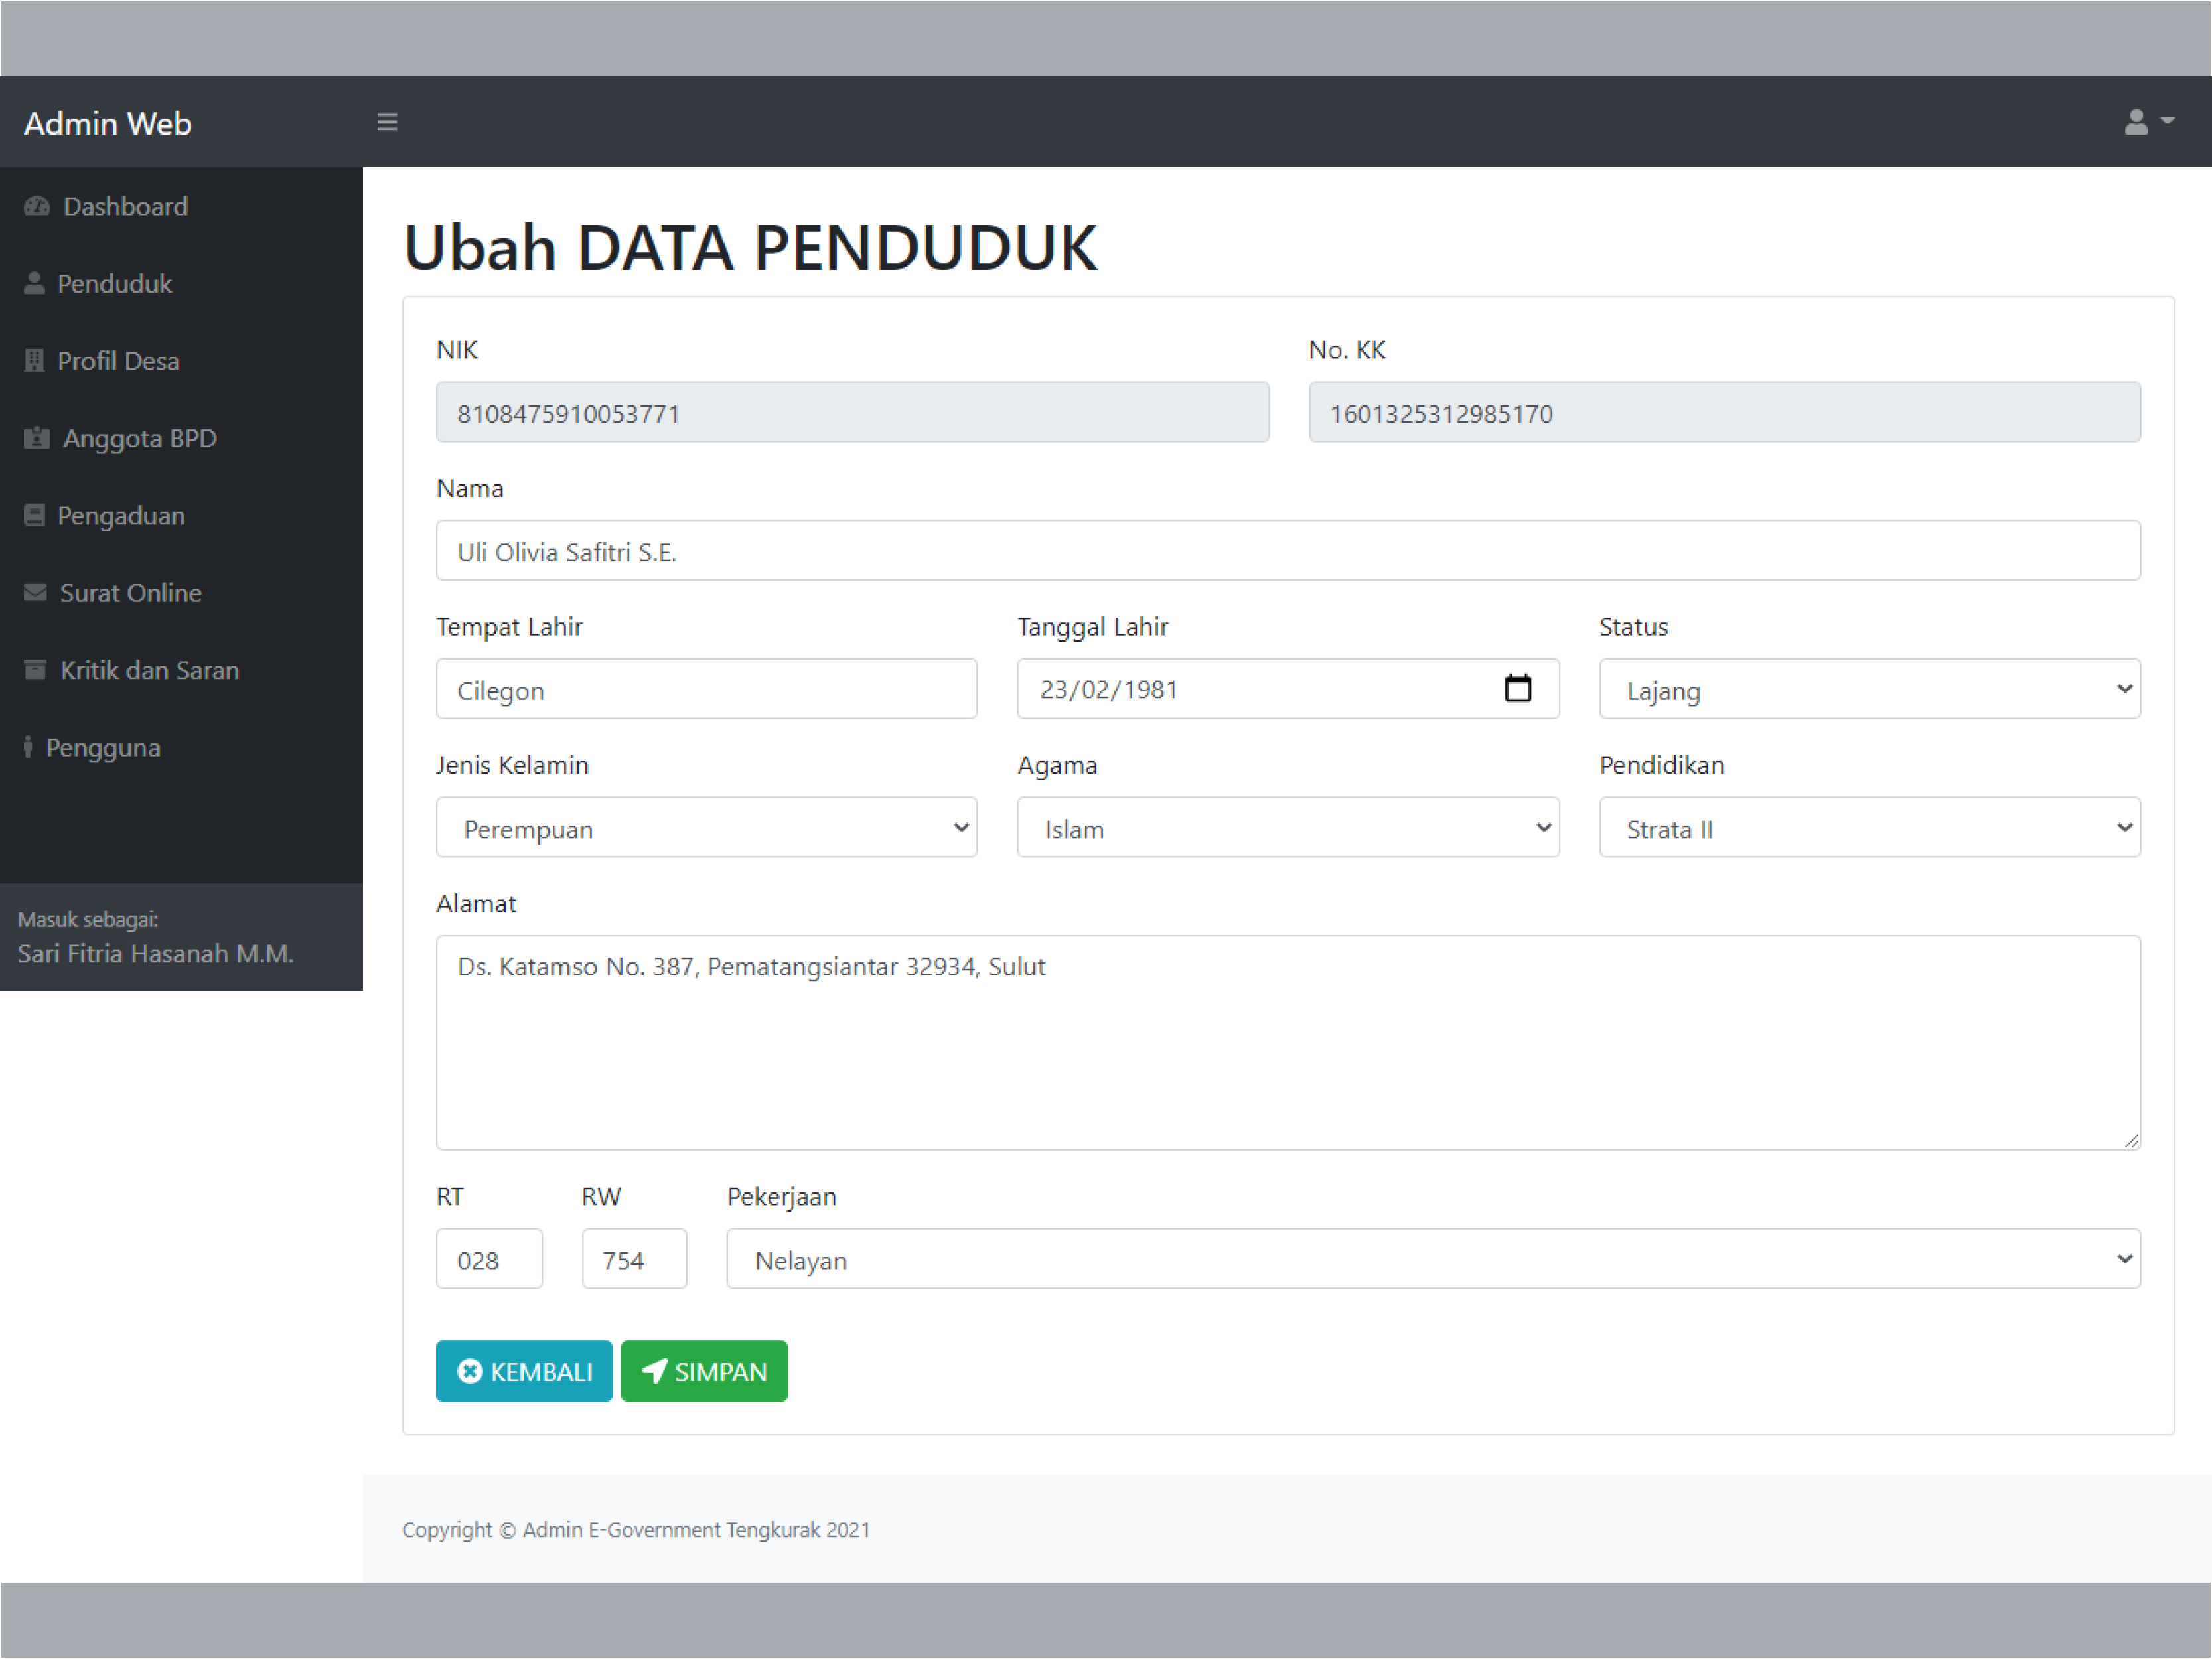 Admin Web
Dashboard
Penduduk
Profil Desa
Anggota BPD
Pengaduan
Surat Online
Kritik dan Saran
Pengguna
Masuk sebagai:
Sari Fitria Hasanah M.M.
Ubah DATA PENDUDUK
NIK No. KK
8108475910053771 1601325312985170
Nama
Uli Olivia Safitri S.E.
Tempat Lahir Tanggal Lahir Status
Cilegon 23/02/1981 Lajang
Jenis Kelamin Agama Pendidikan
Perempuan Islam Strata II
Alamat
Ds. Katamso No. 387, Pematangsiantar 32934, Sulut
RT RW Pekerjaan
028 754 Nelayan
KEMBALI SIMPAN
Copyright © Admin E-Government Tengkurak 2021